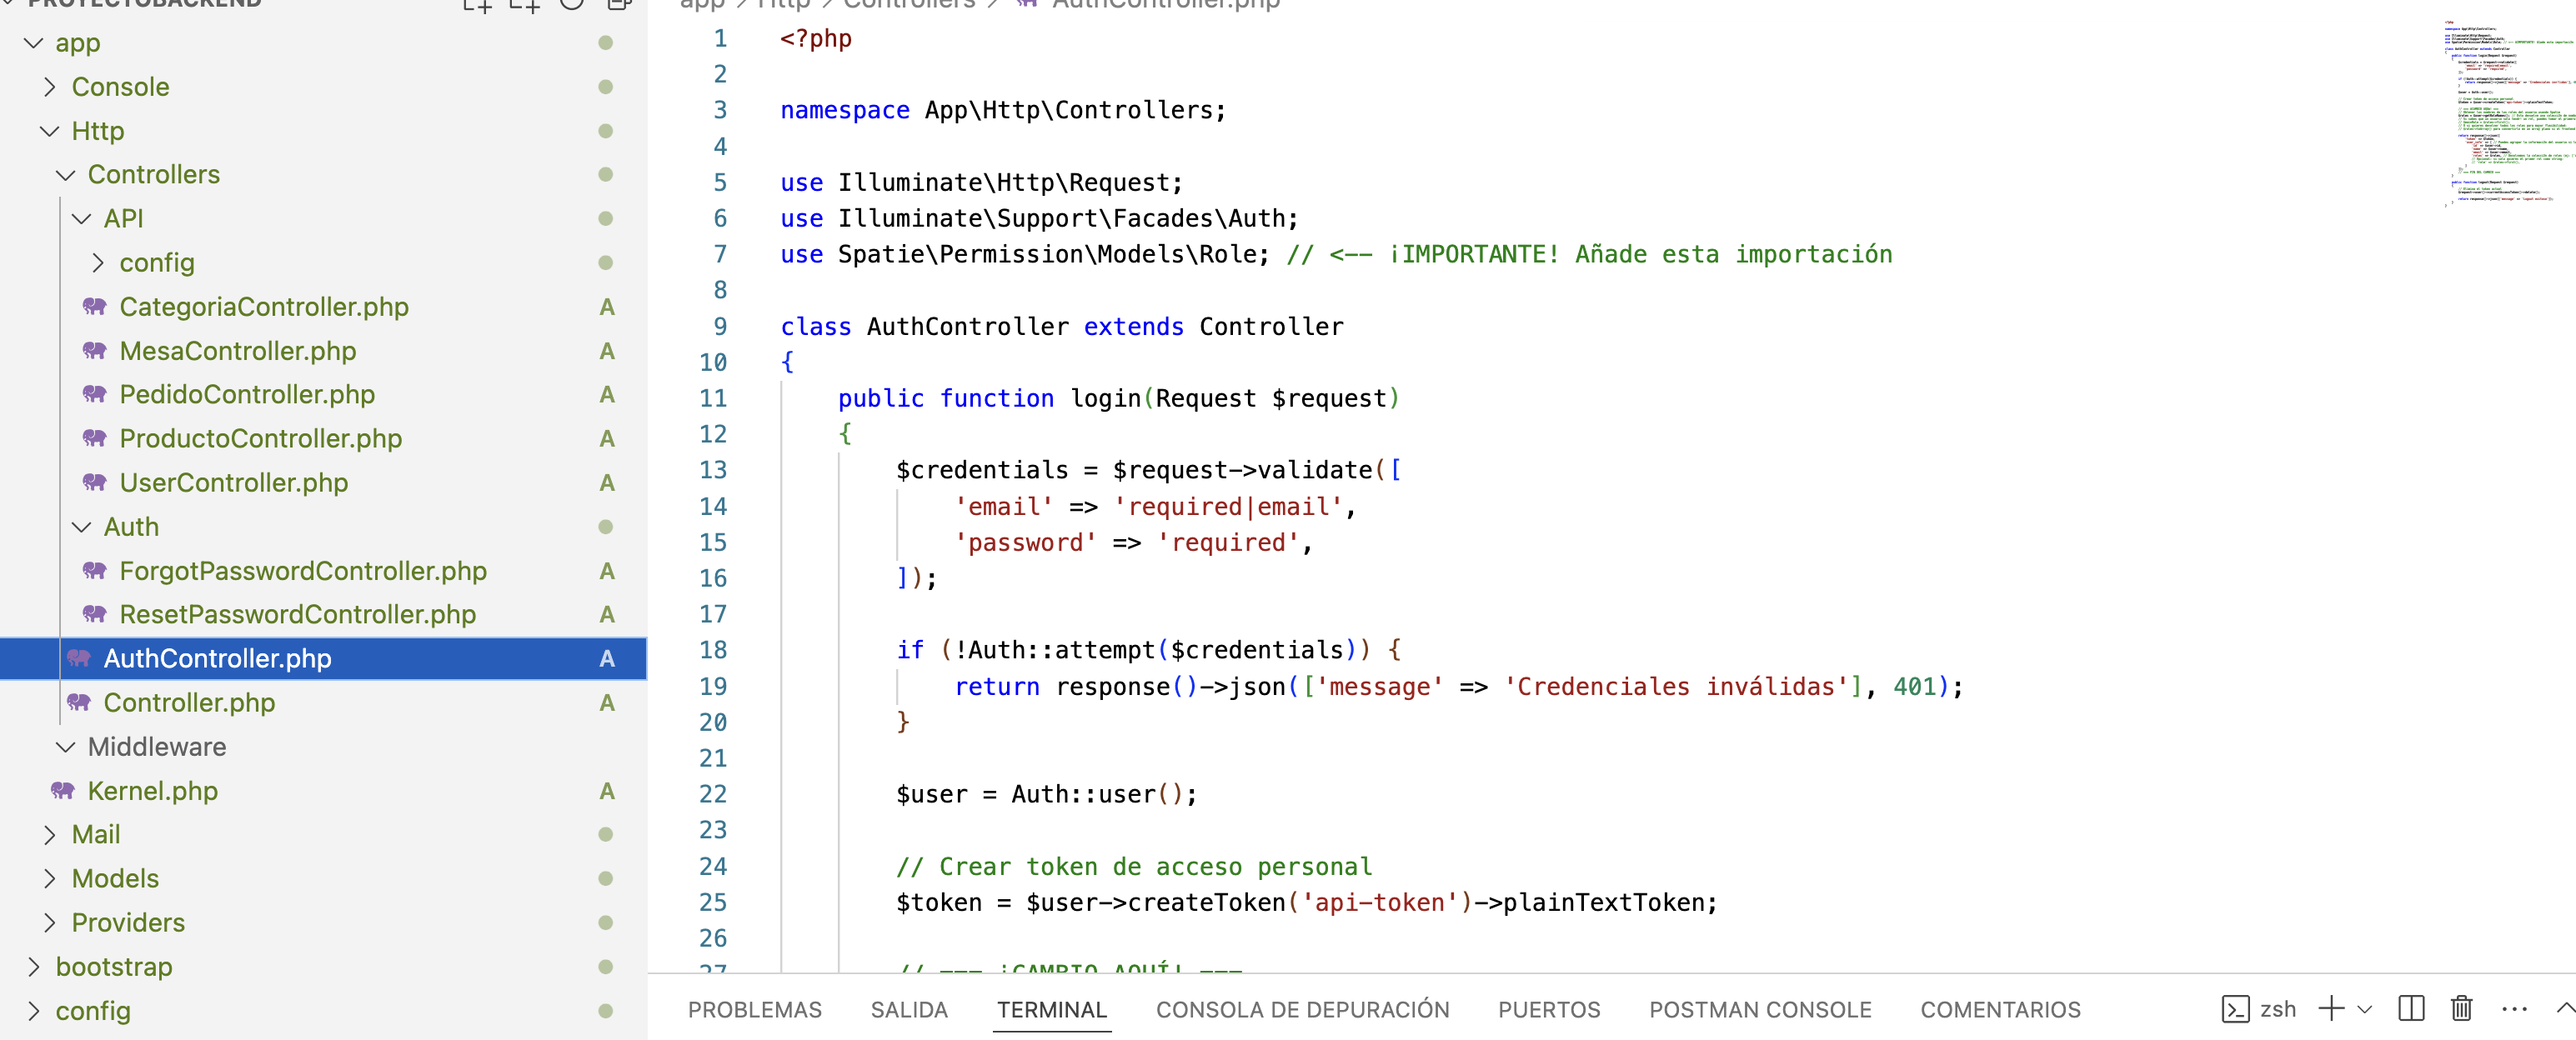 PROYECTOBACKEND
app
Console
Http
Controllers
API
config
CategoriaController.php A
MesaController.php A
PedidoController.php A
ProductoController.php A
UserController.php A
Auth
ForgotPasswordController.php A
ResetPasswordController.php A
AuthController.php A
Controller.php A
Middleware
Kernel.php A
Mail
Models
Providers
bootstrap
config
app > Http > Controllers > AuthController.php
1 <?php
2
3 namespace App\Http\Controllers;
4
5 use Illuminate\Http\Request;
6 use Illuminate\Support\Facades\Auth;
7 use Spatie\Permission\Models\Role; // <-- ¡IMPORTANTE! Añade esta importación
8
9 class AuthController extends Controller
10 {
11     public function login(Request $request)
12     {
13         $credentials = $request->validate([
14             'email' => 'required|email',
15             'password' => 'required',
16         ]);
17
18         if (!Auth::attempt($credentials)) {
19             return response()->json(['message' => 'Credenciales inválidas'], 401);
20         }
21
22         $user = Auth::user();
23
24         // Crear token de acceso personal
25         $token = $user->createToken('api-token')->plainTextToken;
26
27         // === ¡CAMBIO AQUÍ! ===
PROBLEMAS SALIDA TERMINAL CONSOLA DE DEPURACIÓN PUERTOS POSTMAN CONSOLE COMENTARIOS zsh